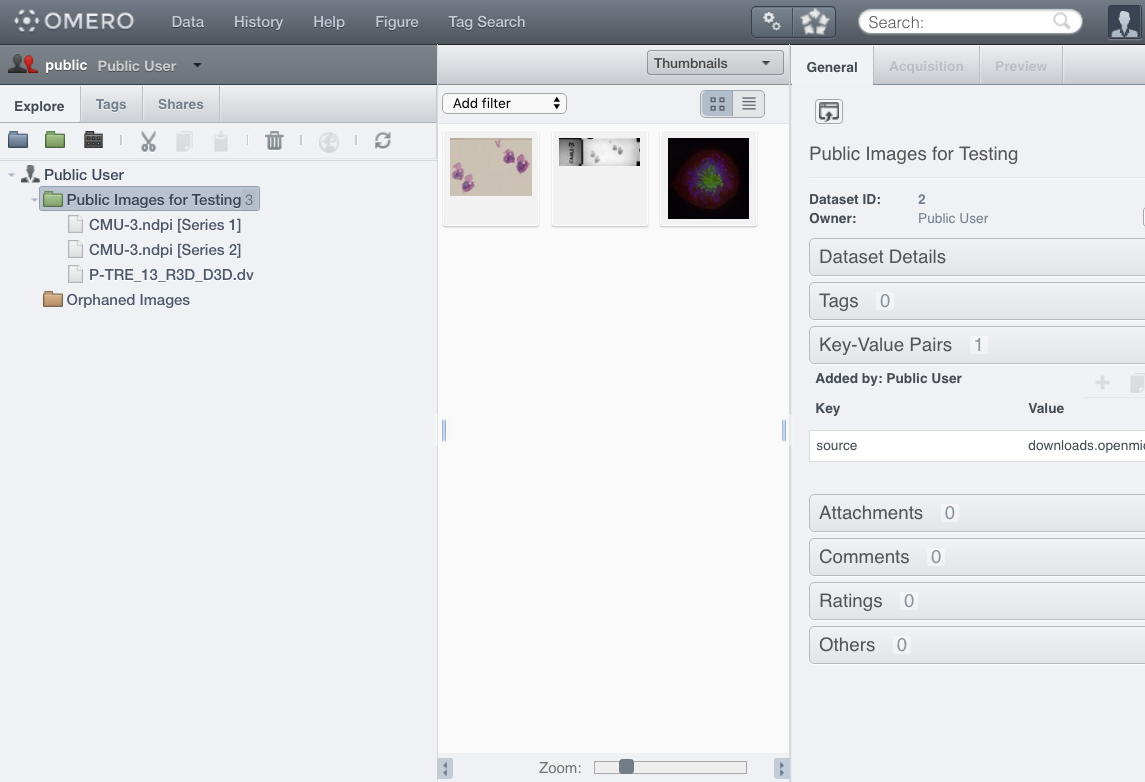 OMERO Data History Help Figure Tag Search Search:
public Public User
Thumbnails
General Acquisition Preview
Explore Tags Shares
Add filter
Public User
Public Images for Testing 3
CMU-3.ndpi [Series 1]
CMU-3.ndpi [Series 2]
P-TRE_13_R3D_D3D.dv
Orphaned Images
CMU-3
Zoom:
Public Images for Testing
Dataset ID: 2
Owner: Public User
Dataset Details
Tags 0
Key-Value Pairs 1
Added by: Public User
Key Value
source downloads.openmi
Attachments 0
Comments 0
Ratings 0
Others 0